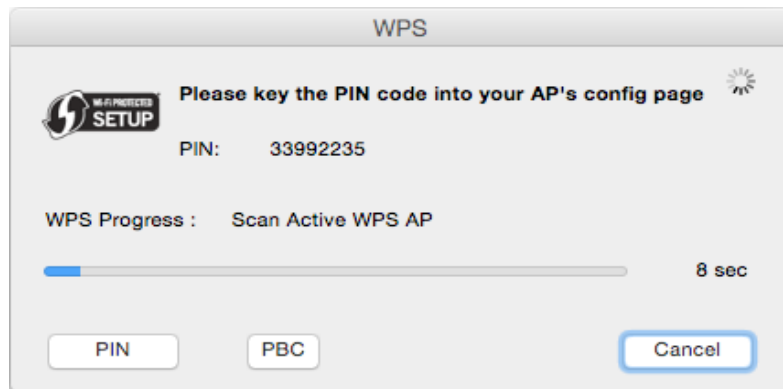 WPS
Please key the PIN code into your AP's config page
WI-FI PROTECTED
SETUP
PIN: 33992235
WPS Progress : Scan Active WPS AP
8 sec
PIN PBC Cancel